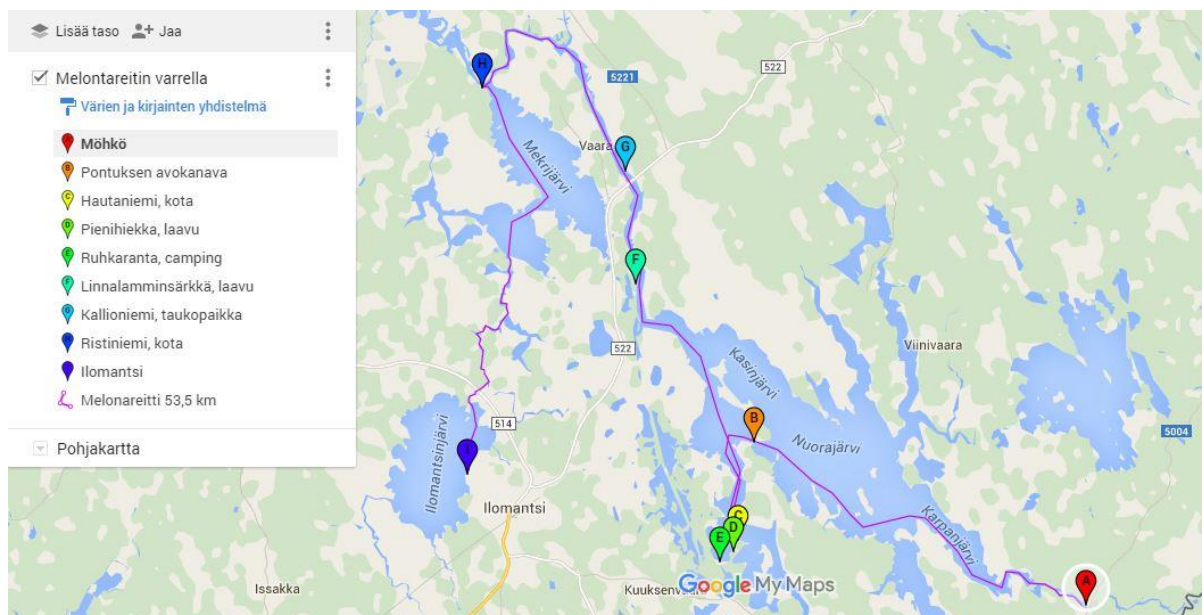 Lisää taso
Jaa
Melontareitin varrella
Värien ja kirjainten yhdistelmä
A Möhkö
B Pontuksen avokanava
C Hautaniemi, kota
D Pienihiekka, laavu
E Ruhkaranta, camping
F Linnalamminsärkkä, laavu
G Kallioniemi, taukopaikka
H Ristiniemi, kota
Ilomantsi
Melonareitti 53,5 km
Pohjakartta
H
5221
522
Vaara
G
Mekrijärvi
F
522
Kasinjärvi
Viinivaara
514
B
Nuorajärvi
5004
I
Ilomantsinjärvi
Ilomantsi
C
D
E
Karpanjärvi
A
Issakka
Google My Maps